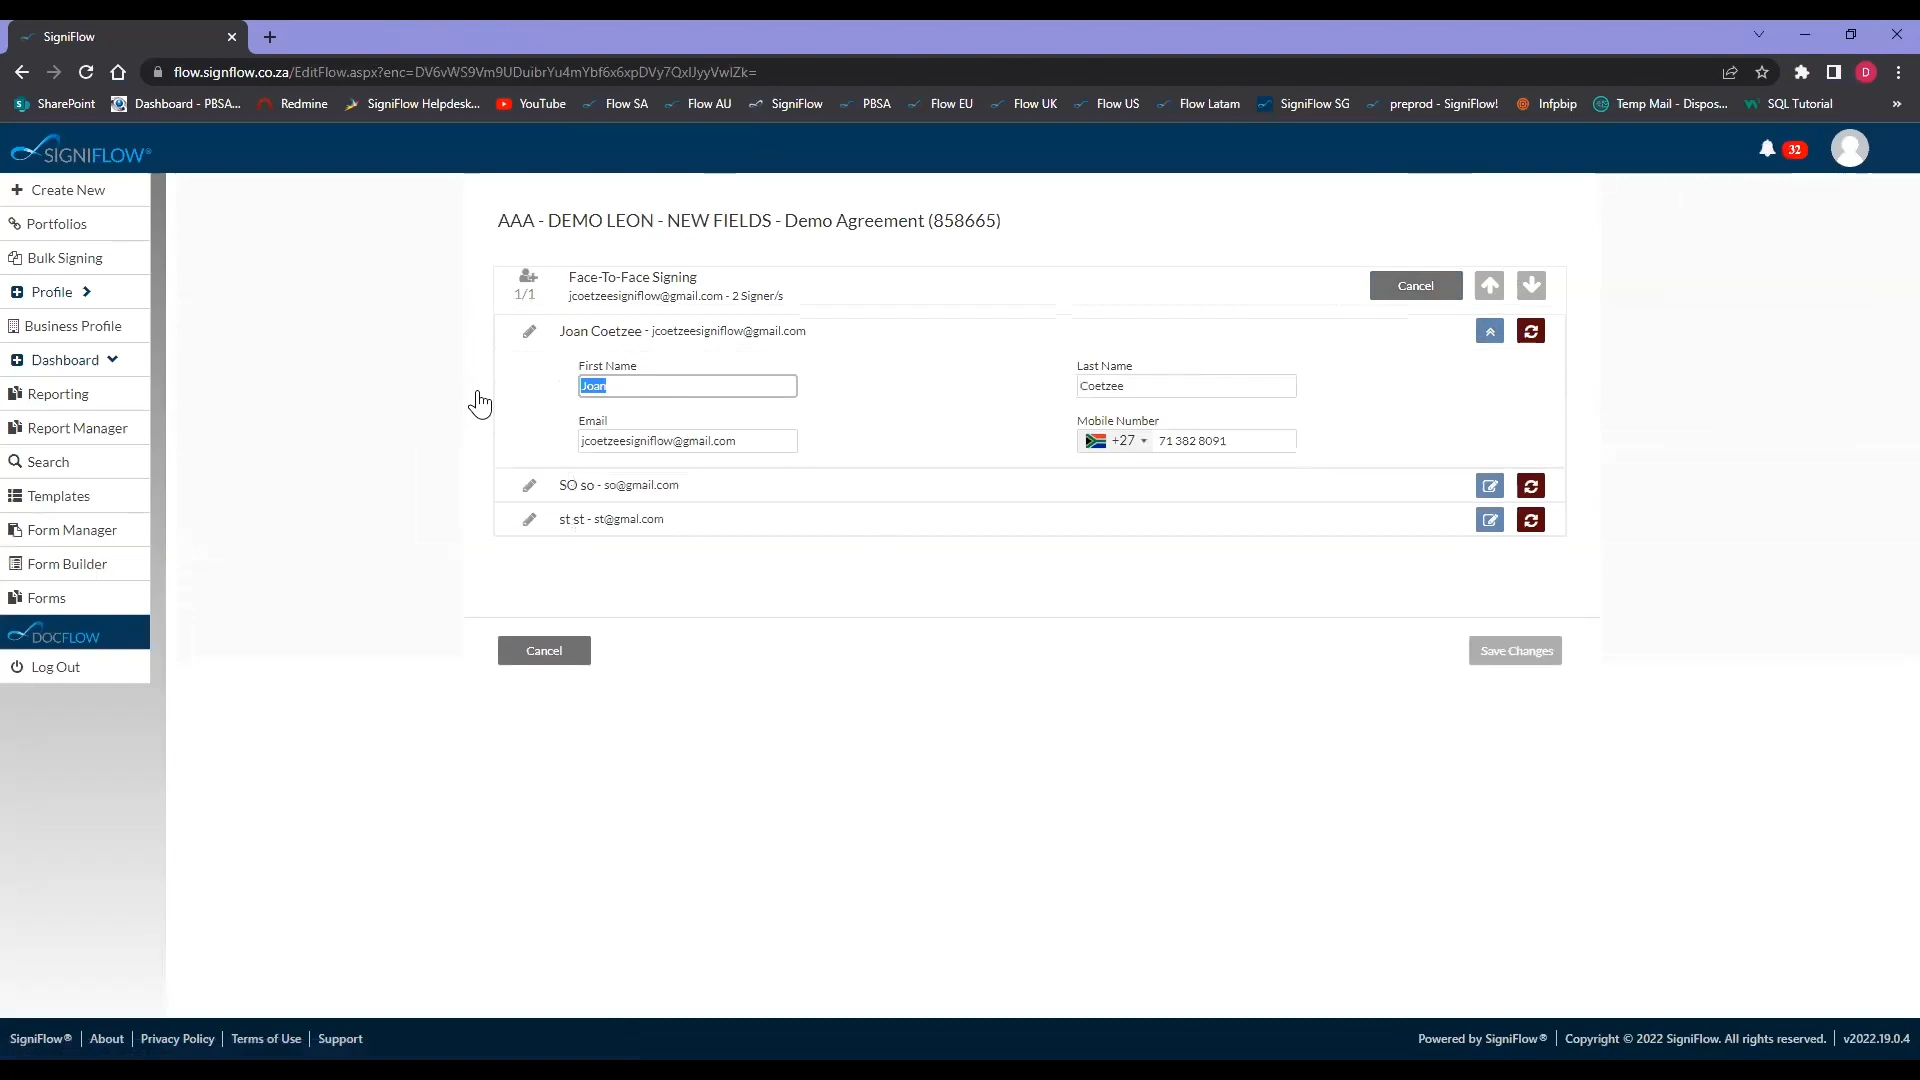 SigniFlow
flow.signflow.co.za/EditFlow.aspx?enc=DV6vWS9Vm9UDuibrYu4mYbf6x6xpDVy7QxIJyyVwIZk=
D
SharePoint
Dashboard - PBSA...
Redmine
SigniFlow Helpdesk...
YouTube
Flow SA
Flow AU
SigniFlow
PBSA
Flow EU
Flow UK
Flow US
Flow Latam
SigniFlow SG
preprod - SigniFlow!
Infpbip
Temp Mail - Dispos...
SQL Tutorial
SIGNIFLOW®
32
Create New
Portfolios
Bulk Signing
Profile
Business Profile
Dashboard
Reporting
Report Manager
Search
Templates
Form Manager
Form Builder
Forms
DOCFLOW
Log Out
AAA - DEMO LEON - NEW FIELDS - Demo Agreement (858665)
1/1
Face-To-Face Signing
jcoetzeesigniflow@gmail.com - 2 Signer/s
Cancel
Joan Coetzee - jcoetzeesigniflow@gmail.com
First Name
Last Name
Joan
Coetzee
Email
Mobile Number
jcoetzeesigniflow@gmail.com
+27 71 382 8091
SO so - so@gmail.com
st st - st@gmal.com
Cancel
Save Changes
SigniFlow® | About | Privacy Policy | Terms of Use | Support
Powered by SigniFlow® | Copyright © 2022 SigniFlow. All rights reserved. | v2022.19.0.4